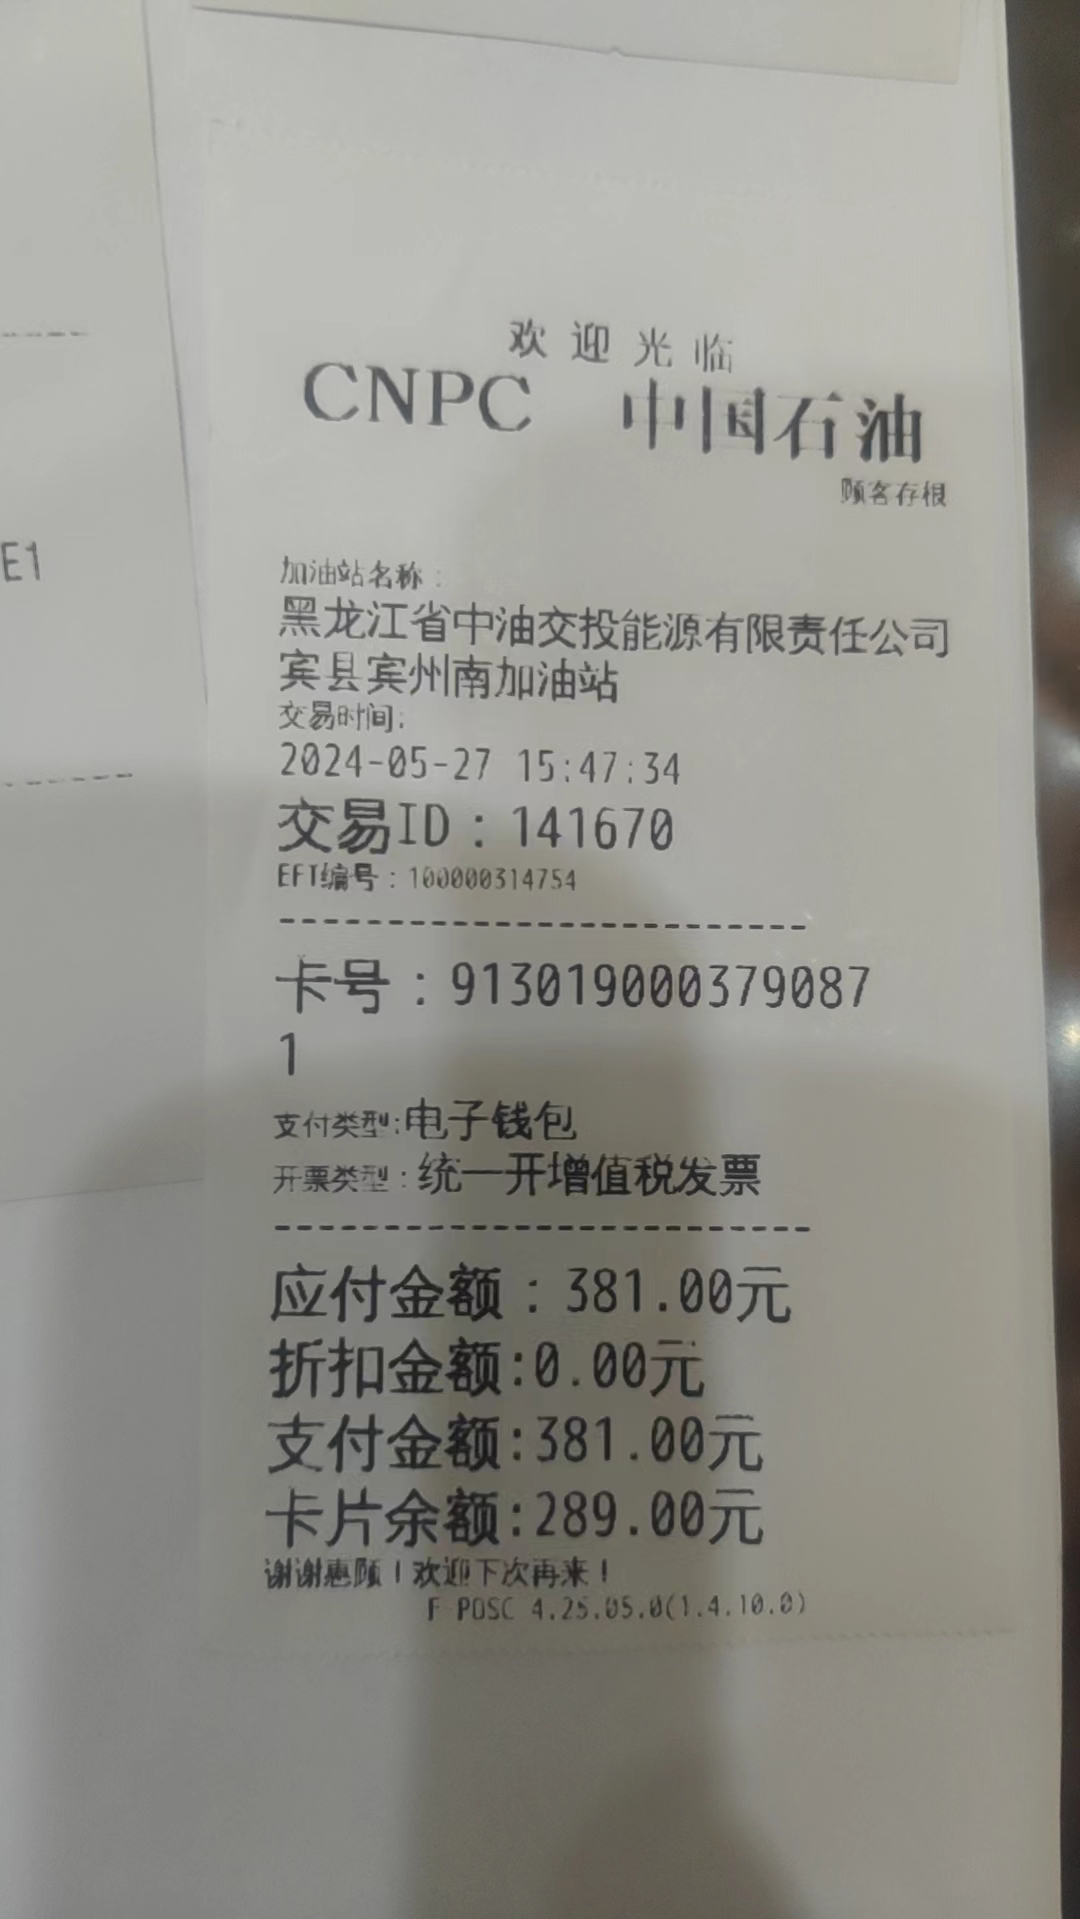 欢迎光临
CNPC 中国石油
顾客存根
加油站名称：
黑龙江省中油交投能源有限责任公司
宾县宾州南加油站
交易时间:
2024-05-27 15:47:34
交易ID：141670
EFT编号：100000314754
--------------------------
卡号：913019000379087
1
支付类型:电子钱包
开票类型：统一开增值税发票
--------------------------
应付金额：381.00元
折扣金额:0.00元
支付金额:381.00元
卡片余额:289.00元
谢谢惠顾！欢迎下次再来！
F POSC 4.25.05.0(1.4.10.0)
E1